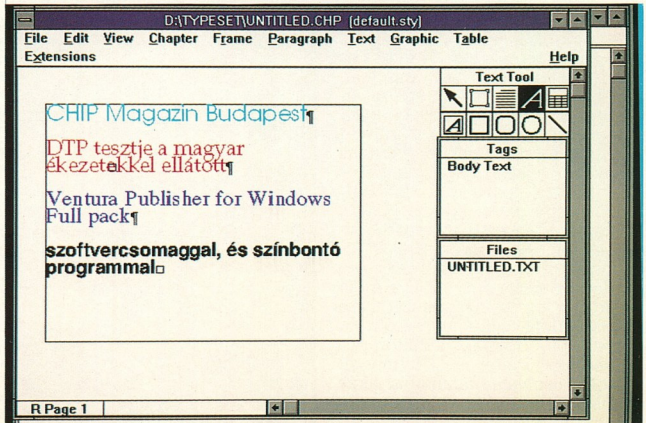 D:\TYPESET\UNTITLED.CHP [default.sty]
File Edit View Chapter Frame Paragraph Text Graphic Table
Extensions Help
Text Tool
CHIP Magazin Budapest¶
DTP tesztje a magyar
ékezetekkel ellátott¶
Ventura Publisher for Windows
Full pack¶
szoftvercsomaggal, és színbontó
programmal□
Tags
Body Text
Files
UNTITLED.TXT
R Page 1